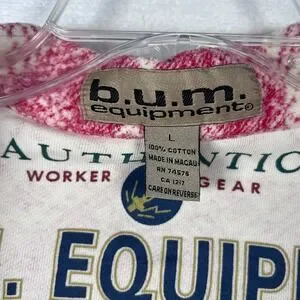 b.u.m.
equipment®
L
100% COTTON
MADE IN MACAU
RN 74576
CA 1217
CARE ON REVERSE
AUTHENTIC
WORKER GEAR
. EQUIP